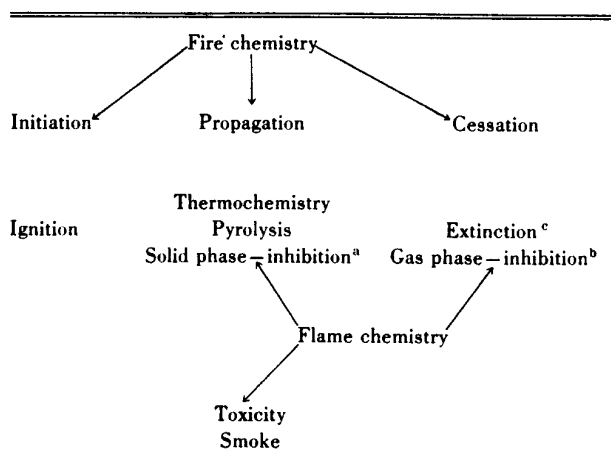 Fire chemistry
Initiation Propagation Cessation
Thermochemistry
Ignition Pyrolysis Extinction c
Solid phase – inhibition a Gas phase – inhibition b
Flame chemistry
Toxicity
Smoke